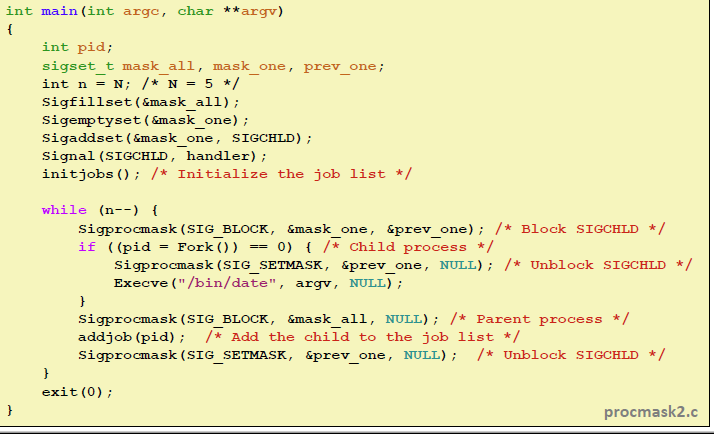 int main(int argc, char **argv)
{
    int pid;
    sigset_t mask_all, mask_one, prev_one;
    int n = N; /* N = 5 */
    Sigfillset(&mask_all);
    Sigemptyset(&mask_one);
    Sigaddset(&mask_one, SIGCHLD);
    Signal(SIGCHLD, handler);
    initjobs(); /* Initialize the job list */

    while (n--) {
        Sigprocmask(SIG_BLOCK, &mask_one, &prev_one); /* Block SIGCHLD */
        if ((pid = Fork()) == 0) { /* Child process */
            Sigprocmask(SIG_SETMASK, &prev_one, NULL); /* Unblock SIGCHLD */
            Execve("/bin/date", argv, NULL);
        }
        Sigprocmask(SIG_BLOCK, &mask_all, NULL); /* Parent process */
        addjob(pid);  /* Add the child to the job list */
        Sigprocmask(SIG_SETMASK, &prev_one, NULL);  /* Unblock SIGCHLD */
    }
    exit(0);
}
procmask2.c